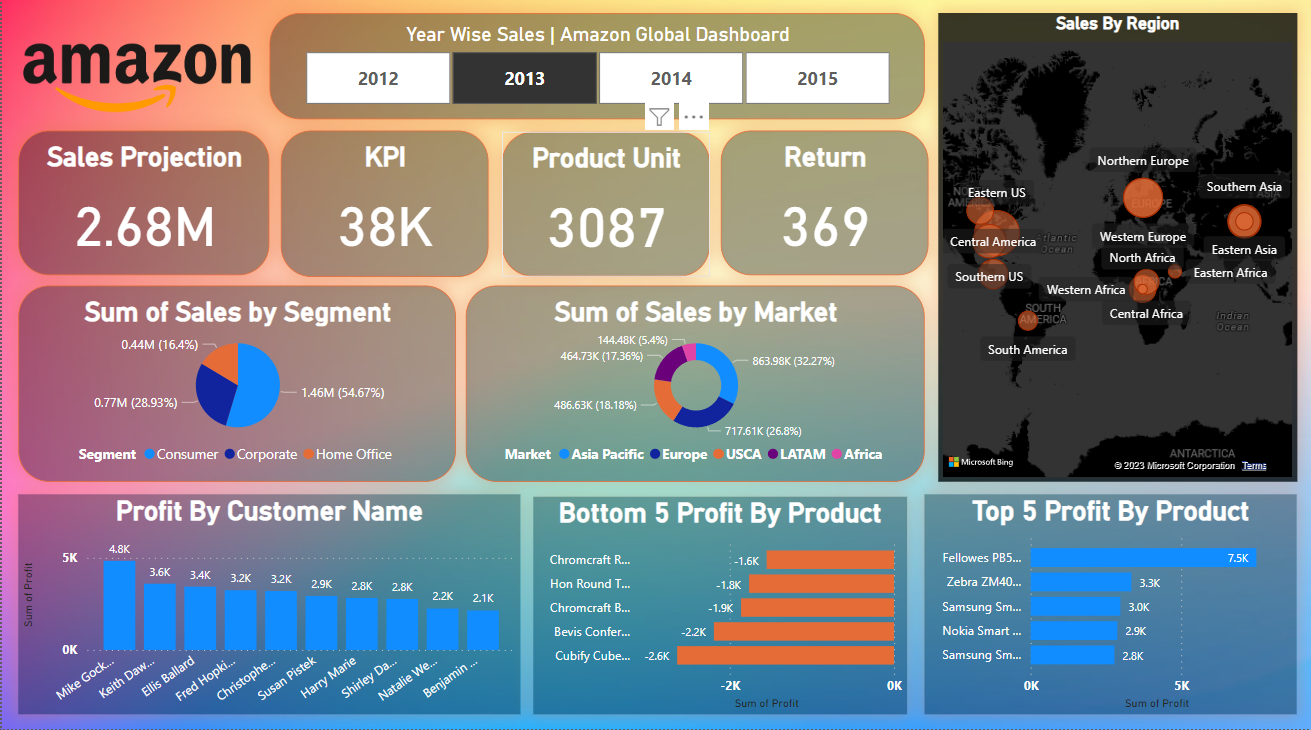 amazon
Year Wise Sales | Amazon Global Dashboard
2012 2013 2014 2015
Sales Projection
2.68M
KPI
38K
Product Unit
3087
Return
369
Sales By Region
Northern Europe
Eastern US
Southern Asia
EUROPE
Central America
Atlantic
Ocean
Western Europe
Eastern Asia
North Africa
Southern US
Eastern Africa
Western Africa
AFRICA
Central Africa
SOUTH
AMERICA
Indian
Ocean
South America
ANTARCTICA
Microsoft Bing
© 2023 Microsoft Corporation Terms
Sum of Sales by Segment
0.44M (16.4%)
1.46M (54.67%)
0.77M (28.93%)
Segment Consumer Corporate Home Office
Sum of Sales by Market
144.48K (5.4%)
464.73K (17.36%)
863.98K (32.27%)
486.63K (18.18%)
717.61K (26.8%)
Market Asia Pacific Europe USCA LATAM Africa
Profit By Customer Name
Sum of Profit
5K
0K
4.8K 3.6K 3.4K 3.2K 3.2K 2.9K 2.8K 2.8K 2.2K 2.1K
Mike Gock... Keith Daw... Ellis Ballard Fred Hopki... Christophe... Susan Pistek Harry Marie Shirley Da... Natalie We... Benjamin ...
Bottom 5 Profit By Product
Chromcraft R... -1.6K
Hon Round T... -1.8K
Chromcraft B... -1.9K
Bevis Confer... -2.2K
Cubify Cube... -2.6K
-2K 0K
Sum of Profit
Top 5 Profit By Product
Fellowes PB5... 7.5K
Zebra ZM40... 3.3K
Samsung Sm... 3.0K
Nokia Smart ... 2.9K
Samsung Sm... 2.8K
0K 5K
Sum of Profit